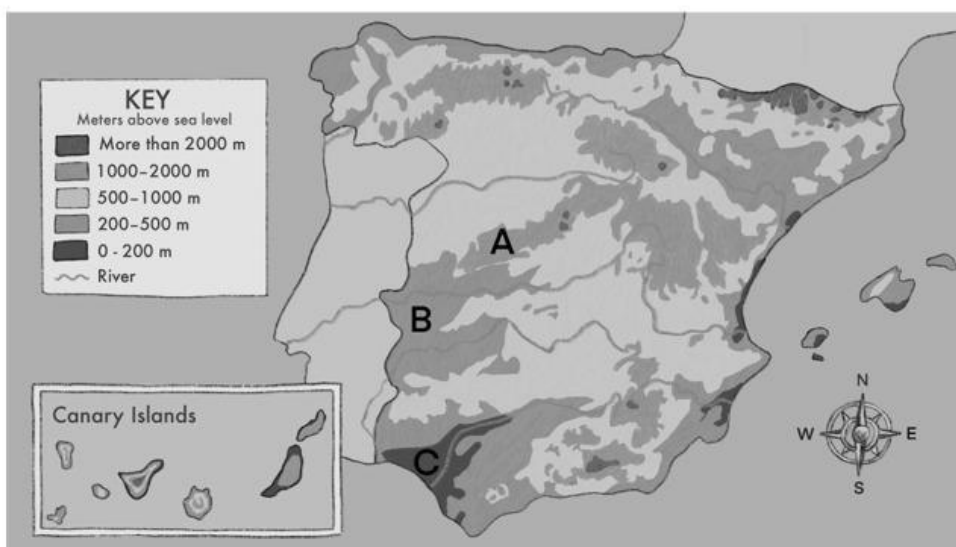 KEY
Meters above sea level
More than 2000 m
1000–2000 m
500–1000 m
200–500 m
0 - 200 m
River
A
B
C
Canary Islands
N
W
E
S